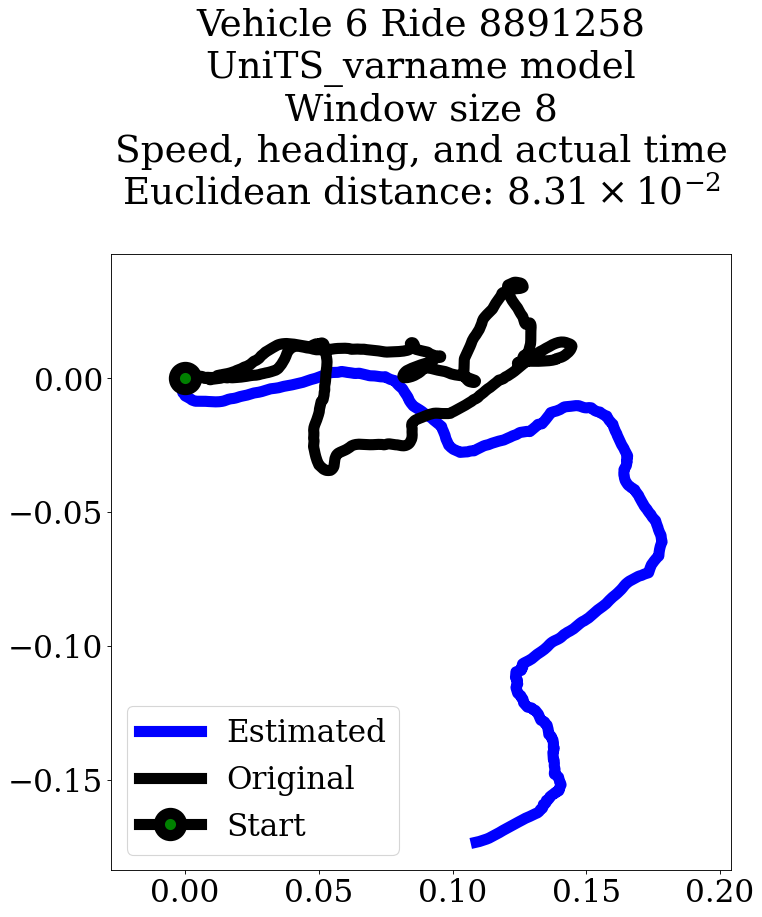 Vehicle 6 Ride 8891258
UniTS_varname model
Window size 8
Speed, heading, and actual time
Euclidean distance: 8.31 × 10⁻²
0.00
−0.05
−0.10
−0.15
Estimated
Original
Start
0.00 0.05 0.10 0.15 0.20